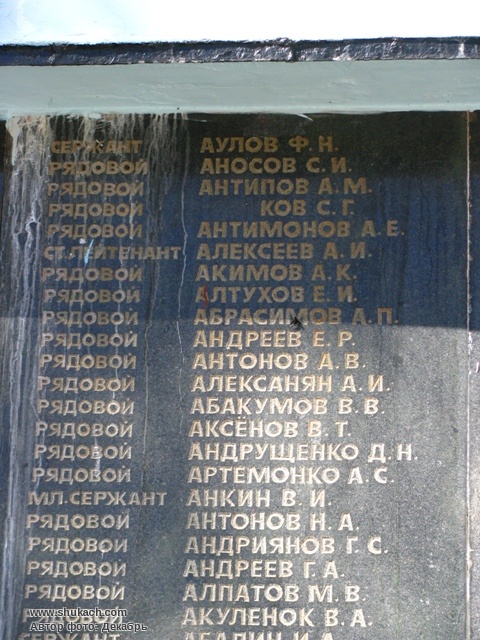 СЕРЖАНТ АУЛОВ Ф. Н.
РЯДОВОЙ АНОСОВ С. И.
РЯДОВОЙ АНТИПОВ А. М.
РЯДОВОЙ КОВ С. Г.
РЯДОВОЙ АНТИМОНОВ А. Е.
СТ. ЛЕЙТЕНАНТ АЛЕКСЕЕВ А. И.
РЯДОВОЙ АКИМОВ А. К.
РЯДОВОЙ АЛТУХОВ Е. И.
РЯДОВОЙ АБРАСИМОВ А. П.
РЯДОВОЙ АНДРЕЕВ Е. Р.
РЯДОВОЙ АНТОНОВ А. В.
РЯДОВОЙ АЛЕКСАНЯН А. И.
РЯДОВОЙ АБАКУМОВ В. В.
РЯДОВОЙ АКСЁНОВ В. Т.
РЯДОВОЙ АНДРУЩЕНКО Д. Н.
РЯДОВОЙ АРТЕМОНКО А. С.
МЛ. СЕРЖАНТ АНКИН В. И.
РЯДОВОЙ АНТОНОВ Н. А.
РЯДОВОЙ АНДРИЯНОВ Г. С.
РЯДОВОЙ АНДРЕЕВ Г. А.
РЯДОВОЙ АЛПАТОВ М. В.
АКУЛЕНОК В. А.
www.shukach.com
Автор фото: Декабрь